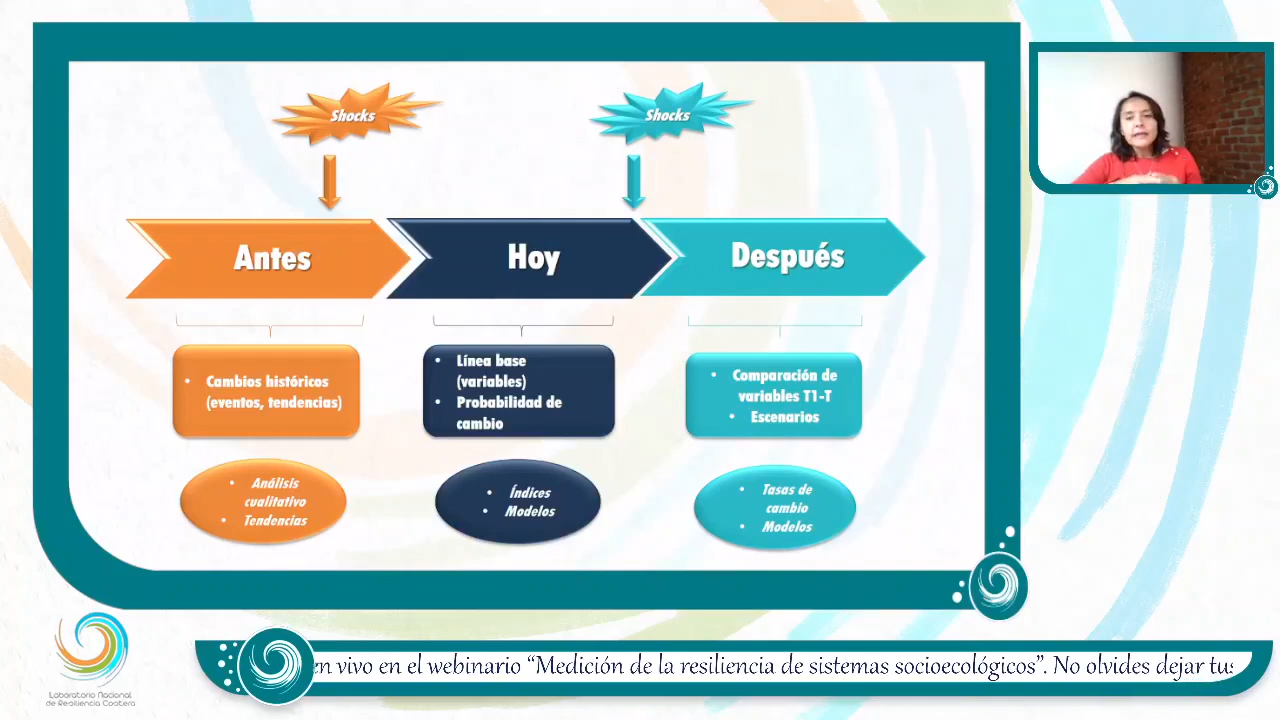 Shocks
Shocks
Antes
Hoy
Después
• Cambios históricos
(eventos, tendencias)
• Línea base
(variables)
• Probabilidad de
cambio
• Comparación de
variables T1-T
• Escenarios
• Análisis
cualitativo
• Tendencias
• Índices
• Modelos
• Tasas de
cambio
• Modelos
Laboratorio Nacional
de Resiliencia Costera
en vivo en el webinario “Medición de la resiliencia de sistemas socioecológicos”. No olvides dejar tus